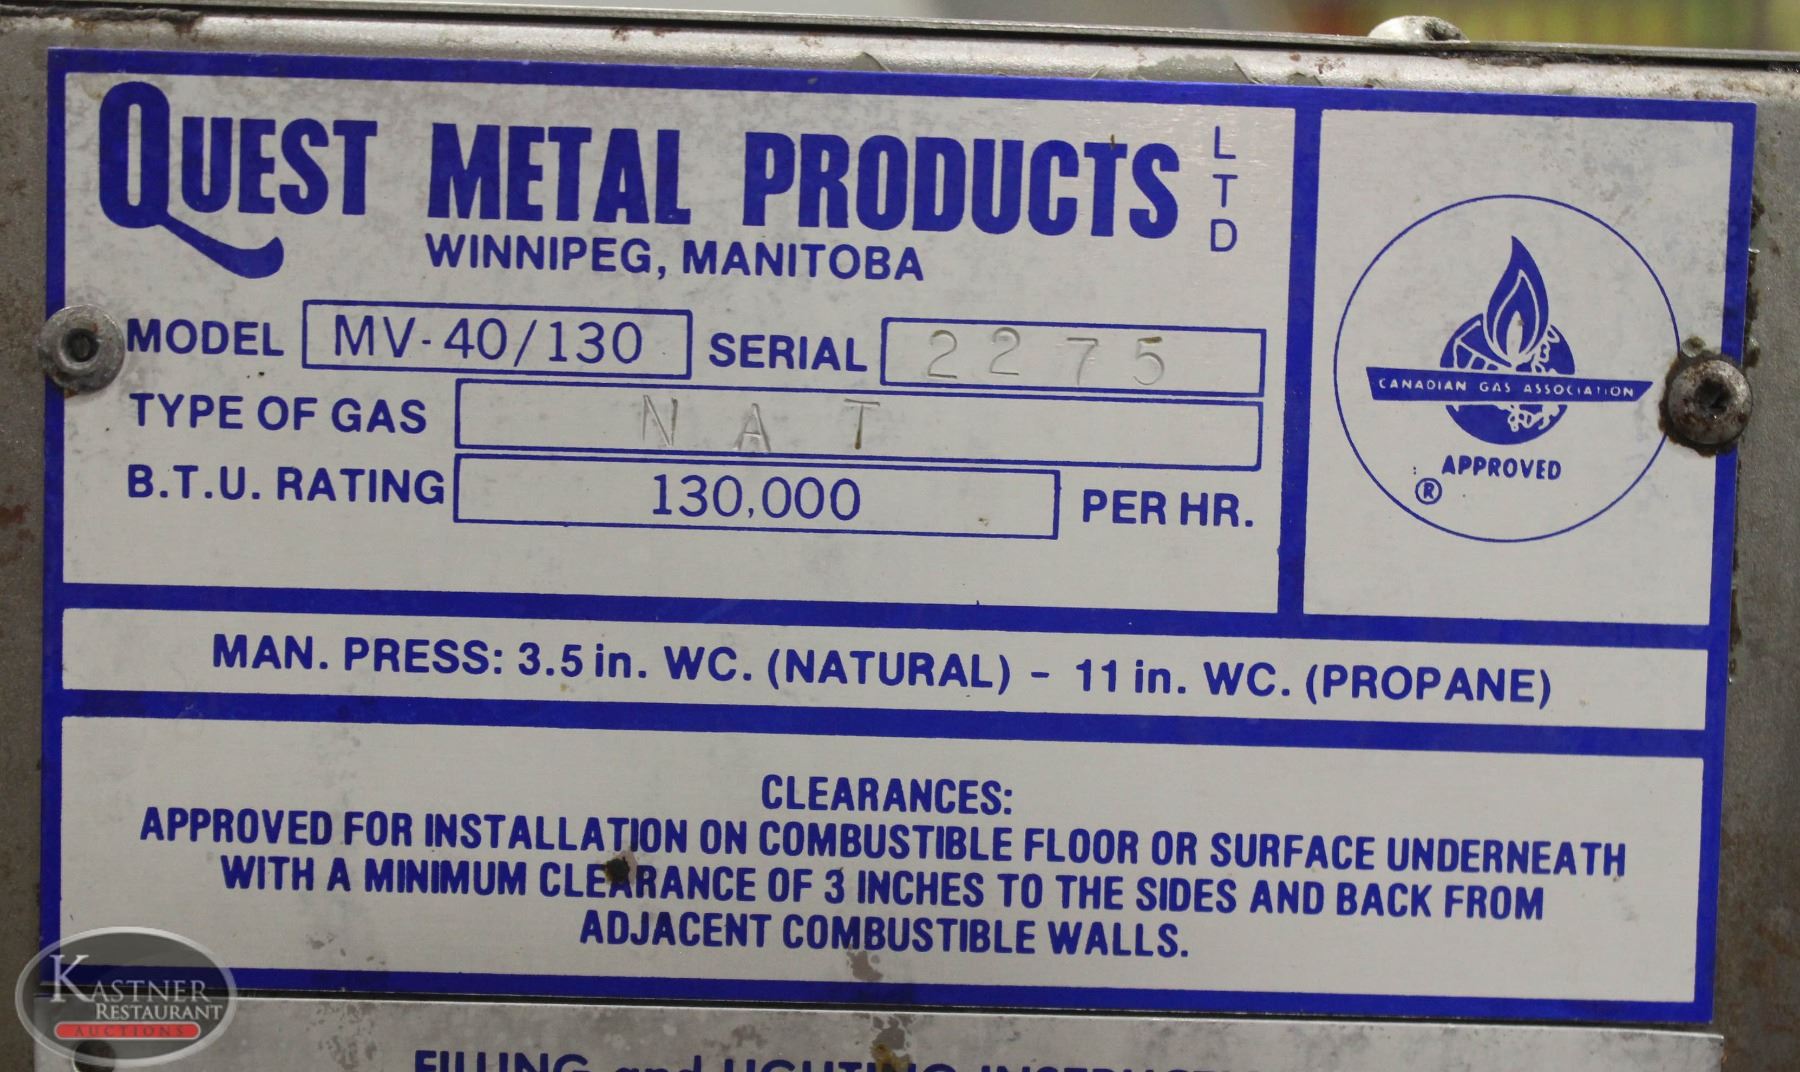 QUEST METAL PRODUCTS LTD
WINNIPEG, MANITOBA
MODEL MV-40/130 SERIAL 2275
TYPE OF GAS NAT
B.T.U. RATING 130,000 PER HR.
CANADIAN GAS ASSOCIATION
APPROVED
®
MAN. PRESS: 3.5 in. WC. (NATURAL) - 11 in. WC. (PROPANE)
CLEARANCES:
APPROVED FOR INSTALLATION ON COMBUSTIBLE FLOOR OR SURFACE UNDERNEATH
WITH A MINIMUM CLEARANCE OF 3 INCHES TO THE SIDES AND BACK FROM
ADJACENT COMBUSTIBLE WALLS.
KASTNER
RESTAURANT
AUCTIONS
FILLING and LIGHTING